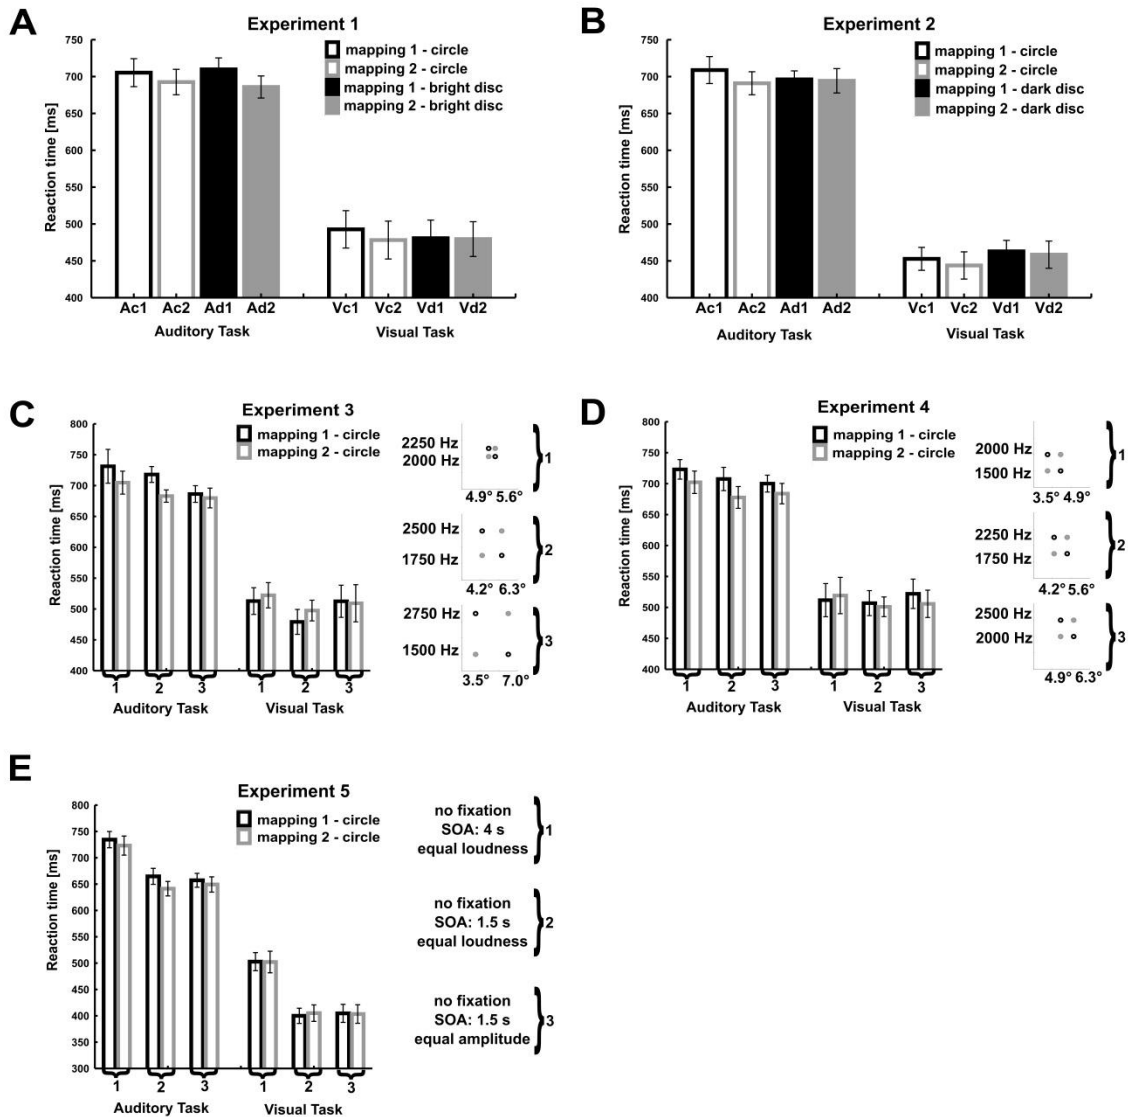 A
Experiment 1
Reaction time [ms]
750
700
650
600
550
500
450
400
mapping 1 - circle
mapping 2 - circle
mapping 1 - bright disc
mapping 2 - bright disc
Ac1 Ac2 Ad1 Ad2 Vc1 Vc2 Vd1 Vd2
Auditory Task Visual Task
B
Experiment 2
Reaction time [ms]
750
700
650
600
550
500
450
400
mapping 1 - circle
mapping 2 - circle
mapping 1 - dark disc
mapping 2 - dark disc
Ac1 Ac2 Ad1 Ad2 Vc1 Vc2 Vd1 Vd2
Auditory Task Visual Task
C
Experiment 3
Reaction time [ms]
800
750
700
650
600
550
500
450
400
mapping 1 - circle
mapping 2 - circle
1 2 3 1 2 3
Auditory Task Visual Task
2250 Hz
2000 Hz
4.9° 5.6°
1
2500 Hz
1750 Hz
4.2° 6.3°
2
2750 Hz
1500 Hz
3.5° 7.0°
3
D
Experiment 4
Reaction time [ms]
800
750
700
650
600
550
500
450
400
mapping 1 - circle
mapping 2 - circle
1 2 3 1 2 3
Auditory Task Visual Task
2000 Hz
1500 Hz
3.5° 4.9°
1
2250 Hz
1750 Hz
4.2° 5.6°
2
2500 Hz
2000 Hz
4.9° 6.3°
3
E
Experiment 5
Reaction time [ms]
800
750
700
650
600
550
500
450
400
350
300
mapping 1 - circle
mapping 2 - circle
1 2 3 1 2 3
Auditory Task Visual Task
no fixation
SOA: 4 s
equal loudness
1
no fixation
SOA: 1.5 s
equal loudness
2
no fixation
SOA: 1.5 s
equal amplitude
3